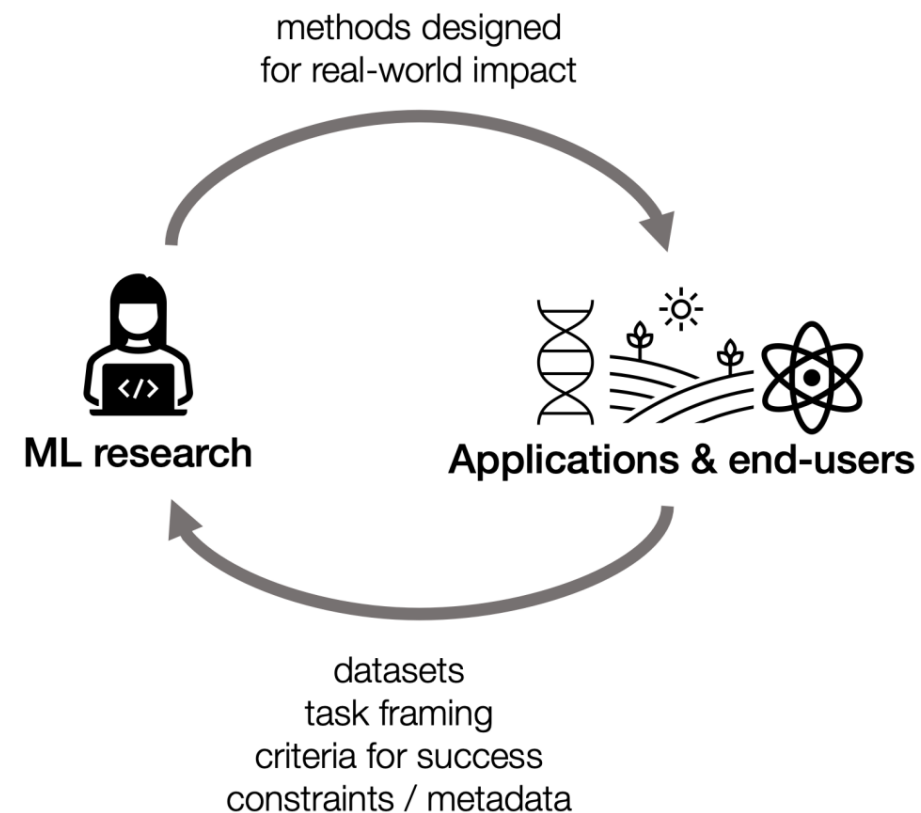 methods designed
for real-world impact
</>
ML research
Applications & end-users
datasets
task framing
criteria for success
constraints / metadata